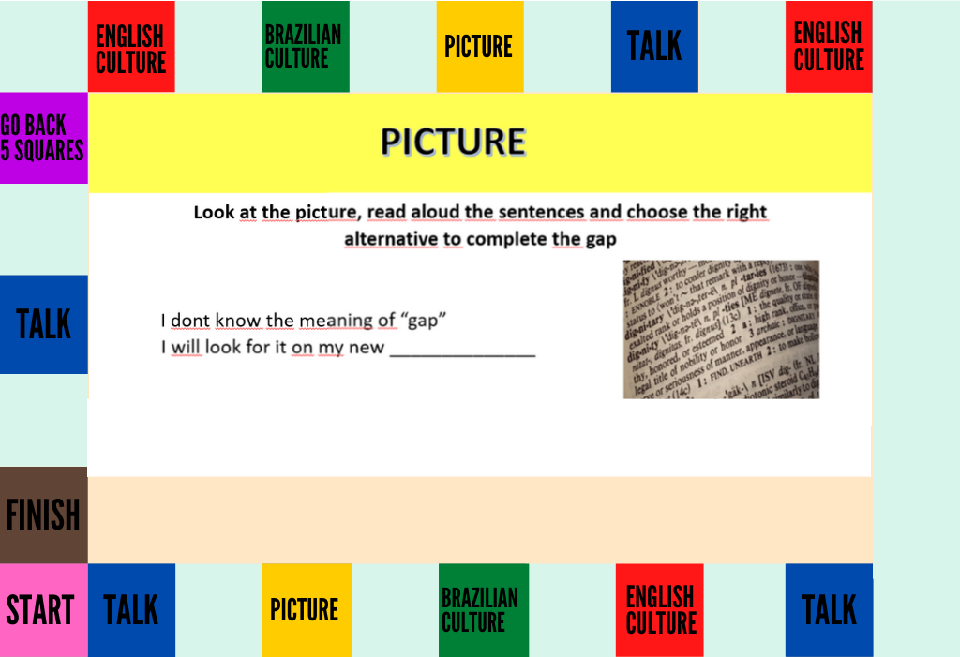 ENGLISH
CULTURE
BRAZILIAN
CULTURE
PICTURE
TALK
ENGLISH
CULTURE
GO BACK
5 SQUARES
PICTURE
Look at the picture, read aloud the sentences and choose the right
alternative to complete the gap
I dont know the meaning of “gap”
I will look for it on my new _______________
TALK
FINISH
START
TALK
PICTURE
BRAZILIAN
CULTURE
ENGLISH
CULTURE
TALK